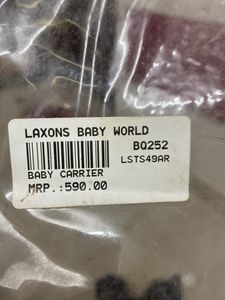 LAXONS BABY WORLD
BQ252
LSTS49AR
BABY CARRIER
MRP.:590.00